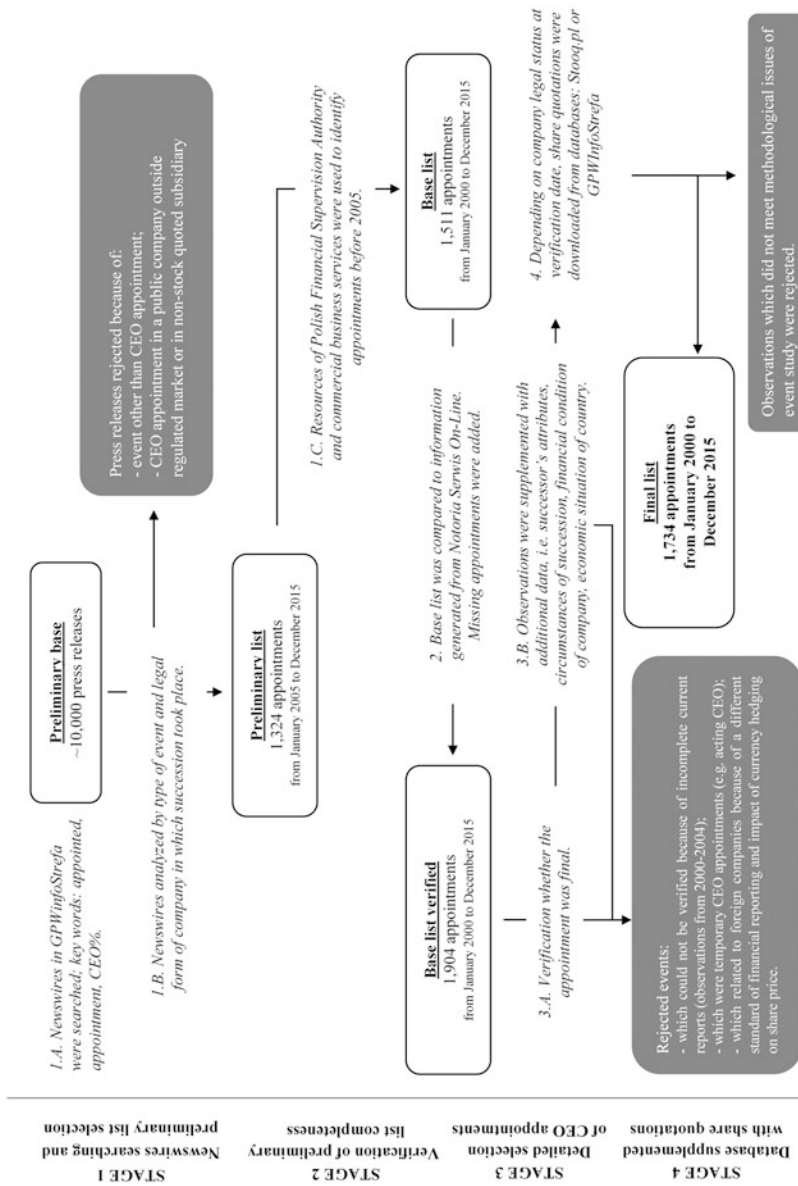 STAGE 1
Newswires searching and
preliminary list selection
1.A. Newswires in GPWinfoStrefa
were searched; key words: appointed,
appointment, CEO%.
Preliminary base
~10,000 press releases
1.B. Newswires analyzed by type of event and legal
form of company in which succession took place.
Press releases rejected because of:
- event other than CEO appointment;
- CEO appointment in a public company outside
regulated market or in non-stock quoted subsidiary
STAGE 2
Verification of preliminary
list completeness
Preliminary list
1,324 appointments
from January 2005 to December 2015
1.C. Resources of Polish Financial Supervision Authority
and commercial business services were used to identify
appointments before 2005.
Base list
1,511 appointments
from January 2000 to December 2015
2. Base list was compared to information
generated from Notoria Serwis On-Line.
Missing appointments were added.
STAGE 3
Detailed selection
of CEO appointments
Base list verified
1,904 appointments
from January 2000 to December 2015
3.A. Verification whether the
appointment was final.
3.B. Observations were supplemented with
additional data, i.e. successor's attributes,
circumstances of succession, financial condition
of company, economic situation of country.
4. Depending on company legal status at
verification date, share quotations were
downloaded from databases: Stooq.pl or
GPWInfoStrefa
STAGE 4
Database supplemented
with share quotations
Rejected events:
- which could not be verified because of incomplete current
reports (observations from 2000-2004);
- which were temporary CEO appointments (e.g. acting CEO);
- which related to foreign companies because of a different
standard of financial reporting and impact of currency hedging
on share price.
Final list
1,734 appointments
from January 2000 to
December 2015
Observations which did not meet methodological issues of
event study were rejected.